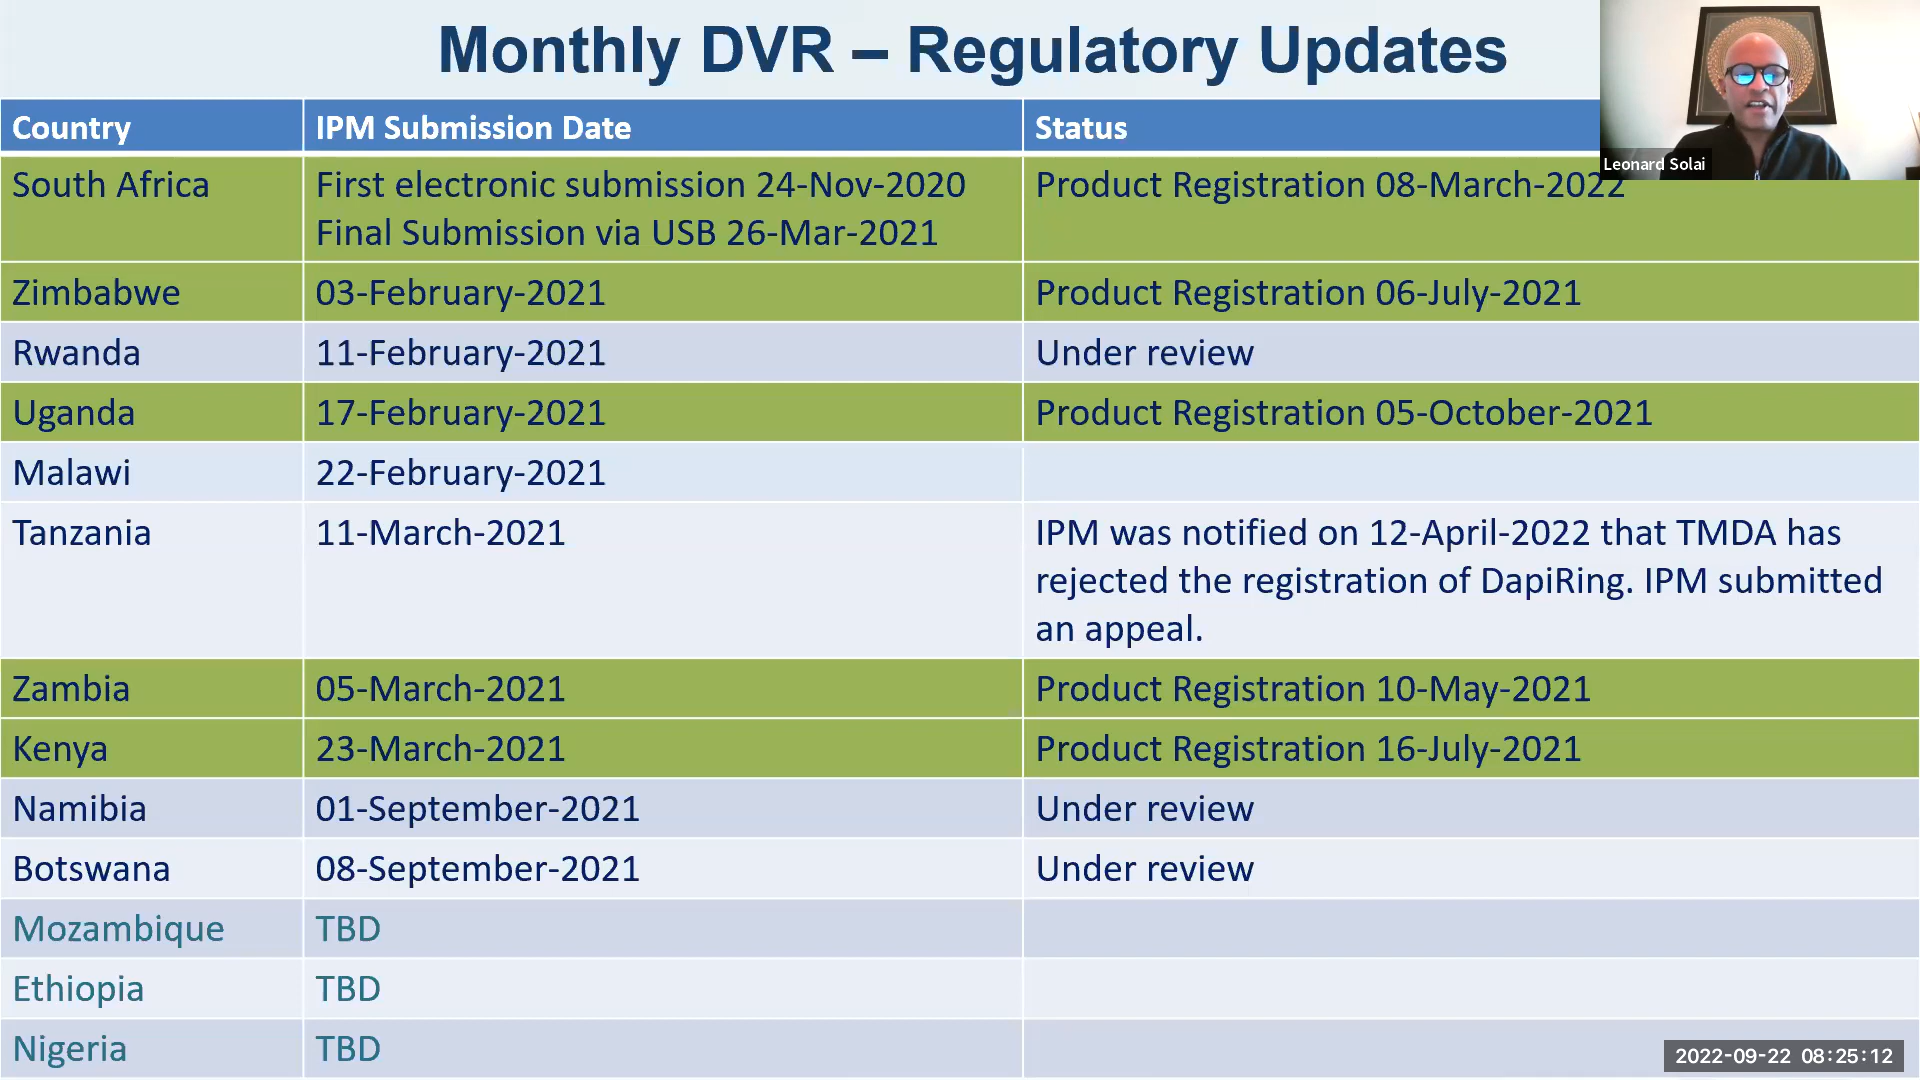 Monthly DVR – Regulatory Updates
Country IPM Submission Date Status
Leonard Solai
South Africa First electronic submission 24-Nov-2020 Product Registration 08-March-2022
Final Submission via USB 26-Mar-2021
Zimbabwe 03-February-2021 Product Registration 06-July-2021
Rwanda 11-February-2021 Under review
Uganda 17-February-2021 Product Registration 05-October-2021
Malawi 22-February-2021
Tanzania 11-March-2021 IPM was notified on 12-April-2022 that TMDA has
rejected the registration of DapiRing. IPM submitted
an appeal.
Zambia 05-March-2021 Product Registration 10-May-2021
Kenya 23-March-2021 Product Registration 16-July-2021
Namibia 01-September-2021 Under review
Botswana 08-September-2021 Under review
Mozambique TBD
Ethiopia TBD
Nigeria TBD
2022-09-22 08:25:12